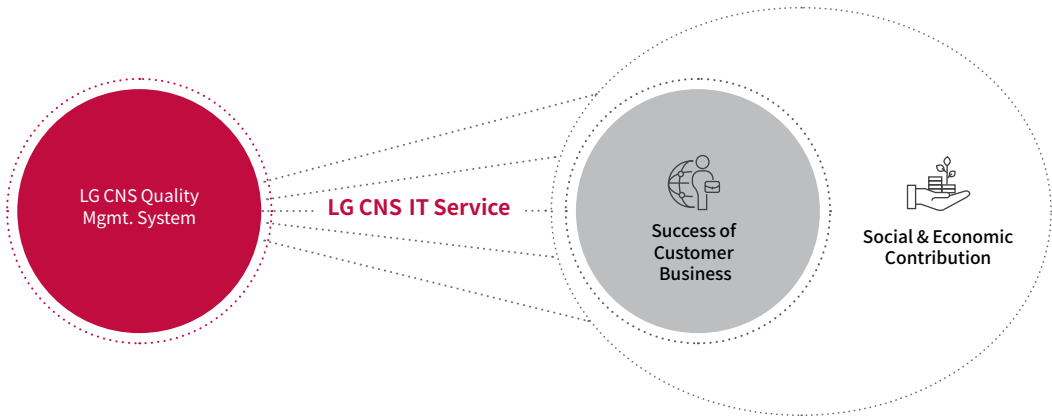 LG CNS Quality
Mgmt. System
LG CNS IT Service
Success of
Customer
Business
Social & Economic
Contribution